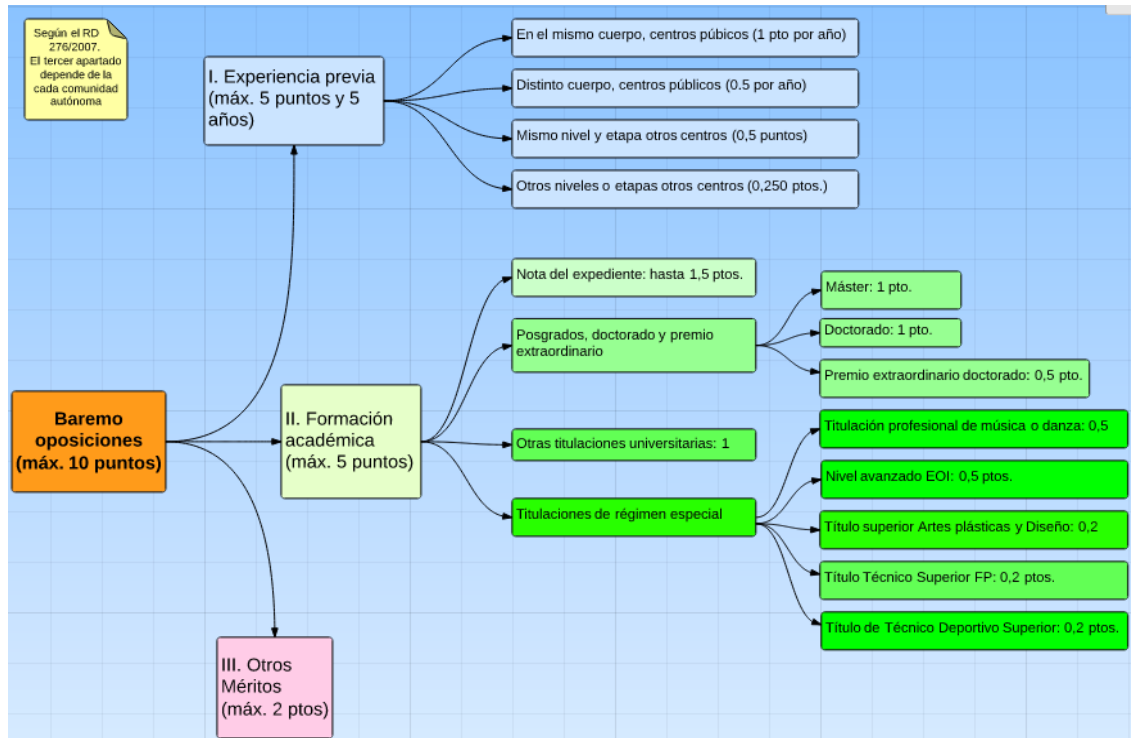 Según el RD
276/2007.
El tercer apartado
depende de la
cada comunidad
autónoma
I. Experiencia previa
(máx. 5 puntos y 5
años)
En el mismo cuerpo, centros púbicos (1 pto por año)
Distinto cuerpo, centros públicos (0.5 por año)
Mismo nivel y etapa otros centros (0,5 puntos)
Otros niveles o etapas otros centros (0,250 ptos.)
Baremo
oposiciones
(máx. 10 puntos)
II. Formación
académica
(máx. 5 puntos)
Nota del expediente: hasta 1,5 ptos.
Posgrados, doctorado y premio
extraordinario
Máster: 1 pto.
Doctorado: 1 pto.
Premio extraordinario doctorado: 0,5 pto.
Otras titulaciones universitarias: 1
Titulaciones de régimen especial
Titulación profesional de música o danza: 0,5
Nivel avanzado EOI: 0,5 ptos.
Título superior Artes plásticas y Diseño: 0,2
Título Técnico Superior FP: 0,2 ptos.
Título de Técnico Deportivo Superior: 0,2 ptos.
III. Otros
Méritos
(máx. 2 ptos)